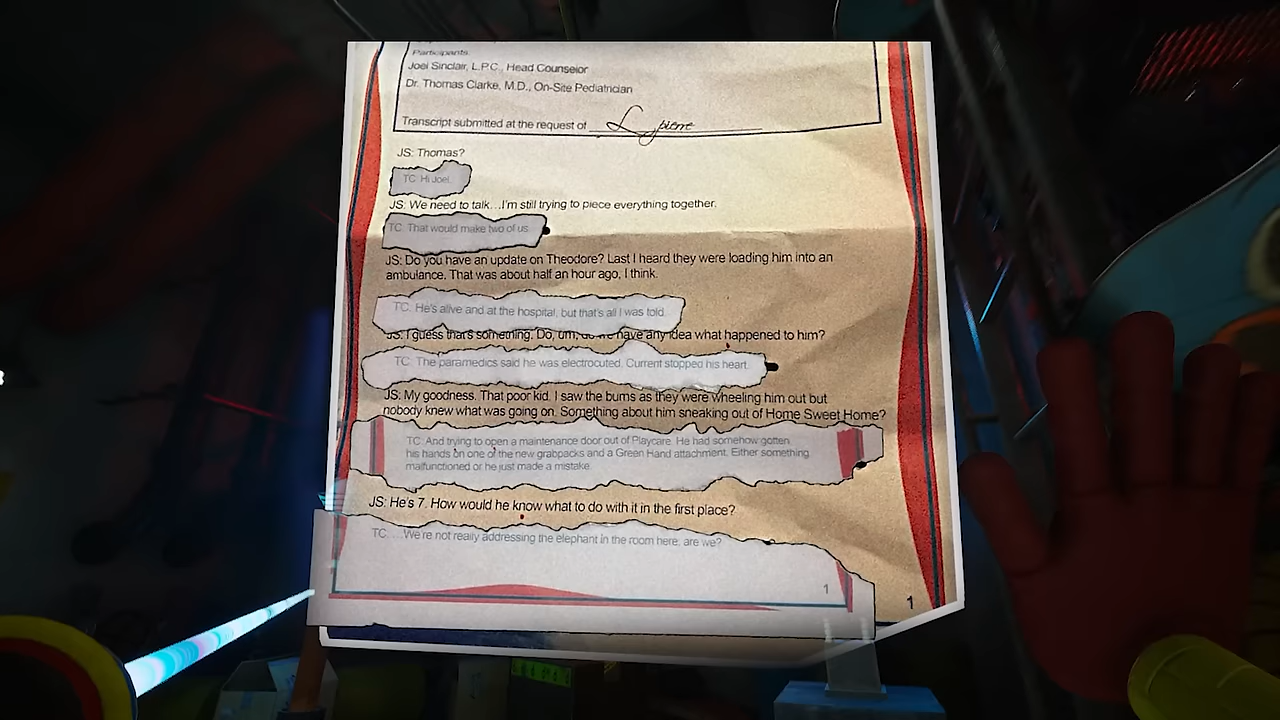 Participants:
Joel Sinclair, L.P.C., Head Counselor
Dr. Thomas Clarke, M.D., On-Site Pediatrician
Transcript submitted at the request of L. pierre
JS: Thomas?
TC: Hi Joel.
JS: We need to talk...I'm still trying to piece everything together.
TC: That would make two of us.
JS: Do you have an update on Theodore? Last I heard they were loading him into an
ambulance. That was about half an hour ago, I think.
TC: He's alive and at the hospital, but that's all I was told.
JS: I guess that's something. Do, um, do we have any idea what happened to him?
TC: The paramedics said he was electrocuted. Current stopped his heart.
JS: My goodness. That poor kid. I saw the burns as they were wheeling him out but
nobody knew what was going on. Something about him sneaking out of Home Sweet Home?
TC: And trying to open a maintenance door out of Playcare. He had somehow gotten
his hands on one of the new grabpacks and a Green Hand attachment. Either something
malfunctioned or he just made a mistake.
JS: He's 7. How would he know what to do with it in the first place?
TC: ...We're not really addressing the elephant in the room here, are we?
1
1